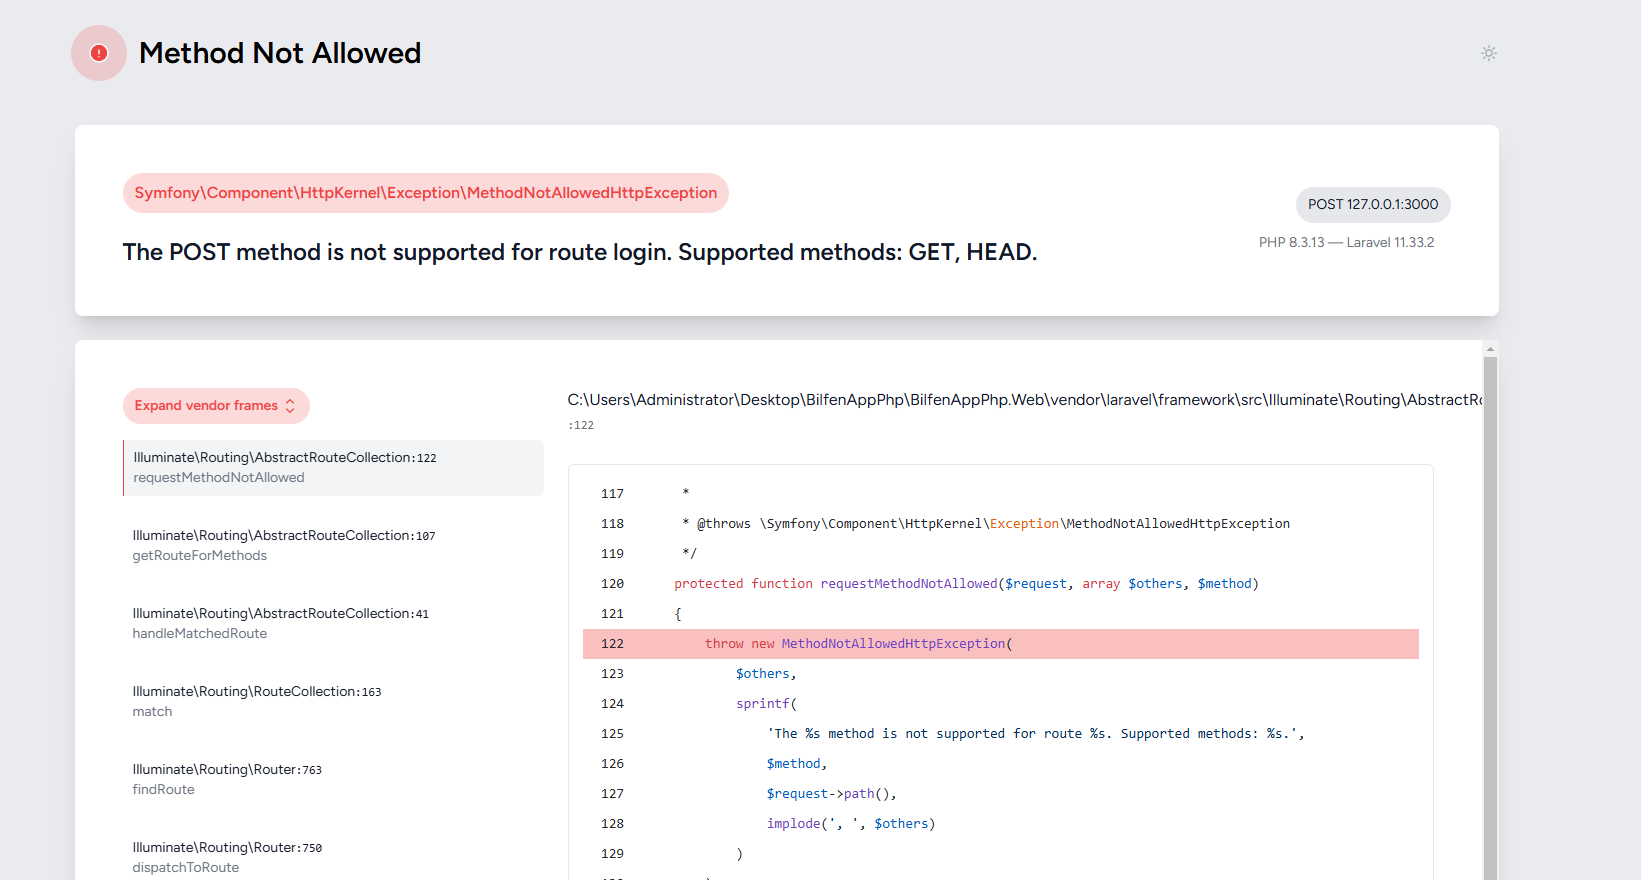 Method Not Allowed
Symfony\Component\HttpKernel\Exception\MethodNotAllowedHttpException
POST 127.0.0.1:3000
The POST method is not supported for route login. Supported methods: GET, HEAD.
PHP 8.3.13 — Laravel 11.33.2
Expand vendor frames
Illuminate\Routing\AbstractRouteCollection:122
requestMethodNotAllowed
Illuminate\Routing\AbstractRouteCollection:107
getRouteForMethods
Illuminate\Routing\AbstractRouteCollection:41
handleMatchedRoute
Illuminate\Routing\RouteCollection:163
match
Illuminate\Routing\Router:763
findRoute
Illuminate\Routing\Router:750
dispatchToRoute
C:\Users\Administrator\Desktop\BilfenAppPhp\BilfenAppPhp.Web\vendor\laravel\framework\src\Illuminate\Routing\AbstractRo
:122
117 *
118 * @throws \Symfony\Component\HttpKernel\Exception\MethodNotAllowedHttpException
119 */
120 protected function requestMethodNotAllowed($request, array $others, $method)
121 {
122 throw new MethodNotAllowedHttpException(
123 $others,
124 sprintf(
125 'The %s method is not supported for route %s. Supported methods: %s.',
126 $method,
127 $request->path(),
128 implode(', ', $others)
129 )